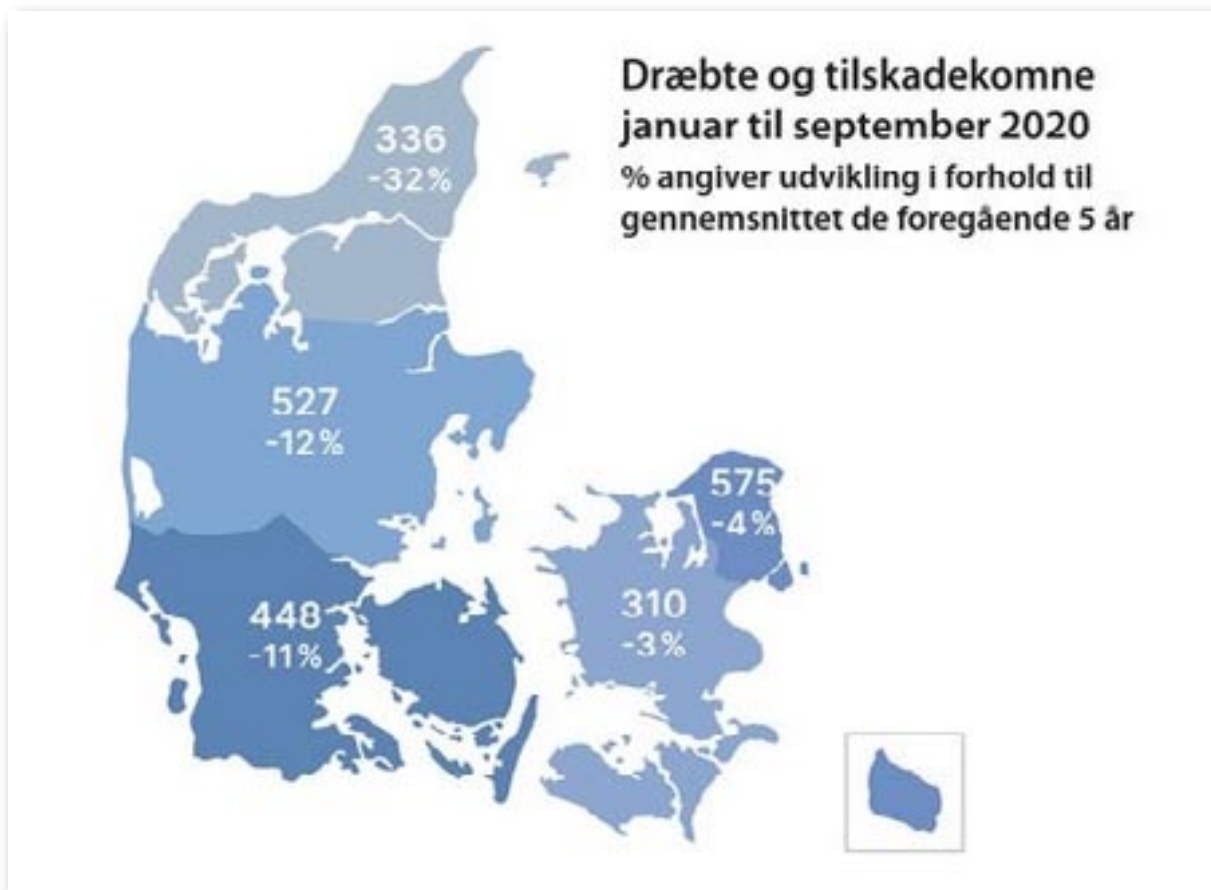 Dræbte og tilskadekomne
januar til september 2020
% angiver udvikling i forhold til
gennemsnittet de foregående 5 år
336
-32%
527
-12%
575
-4%
448
-11%
310
-3%